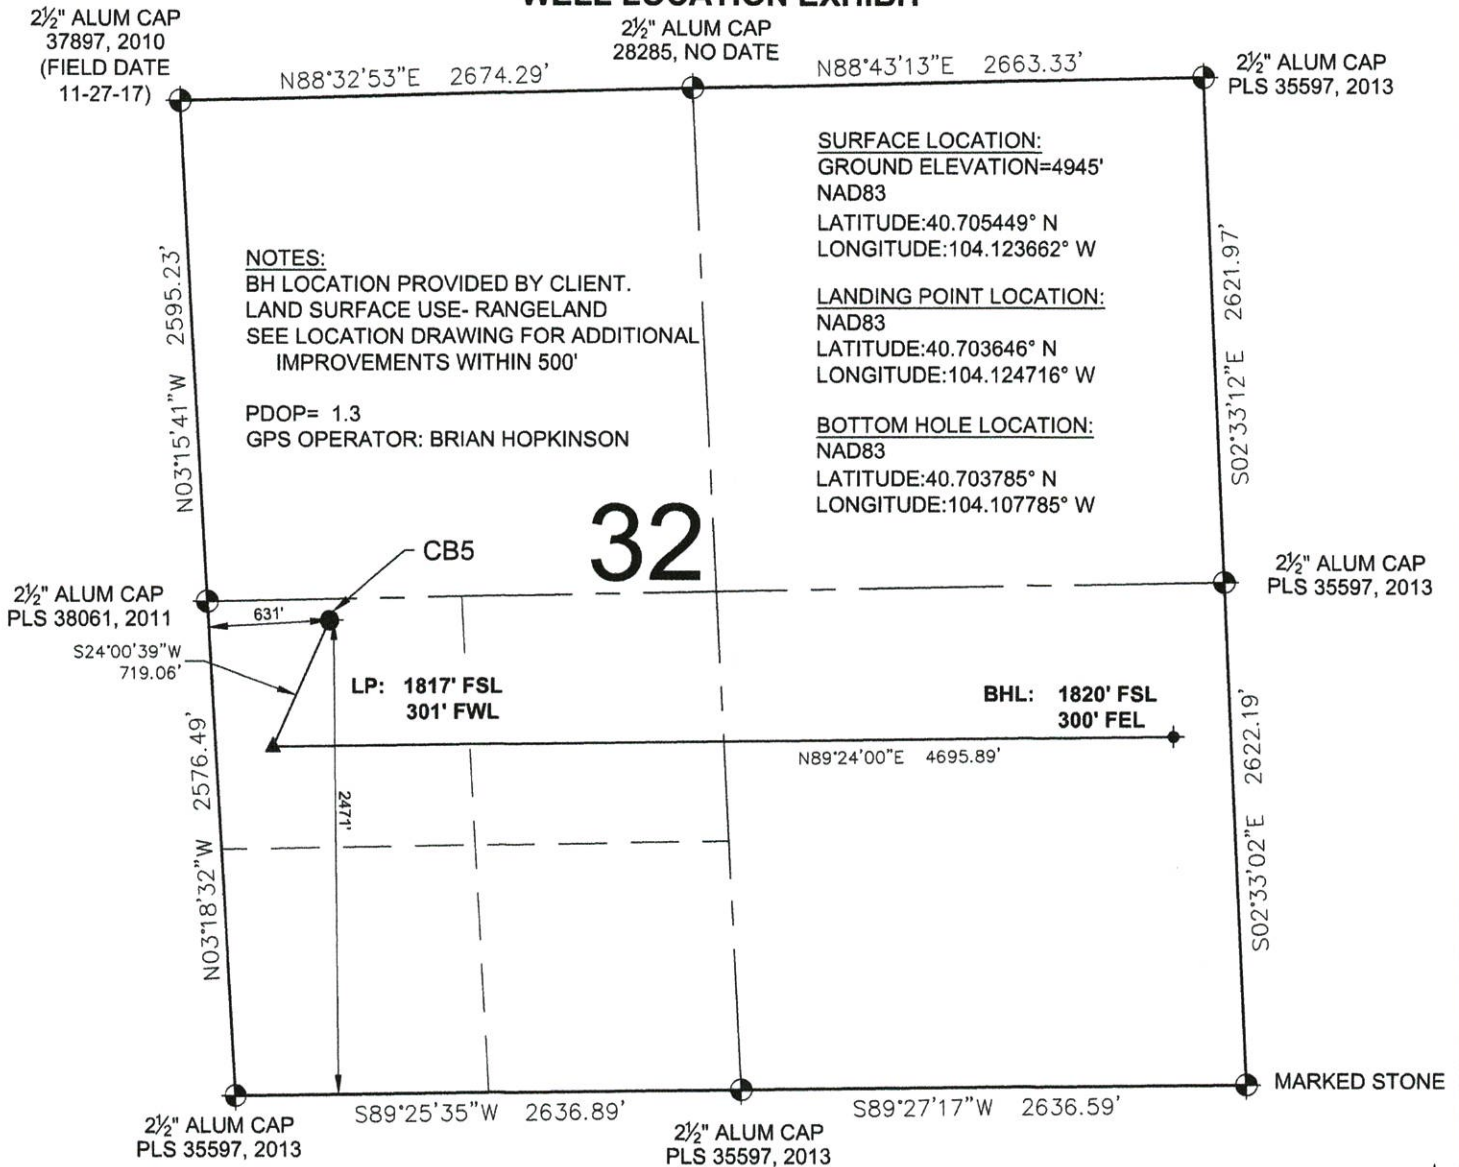 WELL LOCATION EXHIBIT
2½" ALUM CAP
37897, 2010
(FIELD DATE
11-27-17)
2½" ALUM CAP
28285, NO DATE
2½" ALUM CAP
PLS 35597, 2013
N88°32'53"E 2674.29'
N88°43'13"E 2663.33'
SURFACE LOCATION:
GROUND ELEVATION=4945'
NAD83
LATITUDE:40.705449° N
LONGITUDE:104.123662° W
LANDING POINT LOCATION:
NAD83
LATITUDE:40.703646° N
LONGITUDE:104.124716° W
BOTTOM HOLE LOCATION:
NAD83
LATITUDE:40.703785° N
LONGITUDE:104.107785° W
NOTES:
BH LOCATION PROVIDED BY CLIENT.
LAND SURFACE USE- RANGELAND
SEE LOCATION DRAWING FOR ADDITIONAL
IMPROVEMENTS WITHIN 500'
PDOP= 1.3
GPS OPERATOR: BRIAN HOPKINSON
N03°15'41"W 2595.23'
S02°33'12"E 2621.97'
32
CB5
2½" ALUM CAP
PLS 38061, 2011
2½" ALUM CAP
PLS 35597, 2013
631'
S24°00'39"W
719.06'
LP: 1817' FSL
301' FWL
BHL: 1820' FSL
300' FEL
N89°24'00"E 4695.89'
2471'
N03°18'32"W 2576.49'
S02°33'02"E 2622.19'
MARKED STONE
S89°25'35"W 2636.89'
S89°27'17"W 2636.59'
2½" ALUM CAP
PLS 35597, 2013
2½" ALUM CAP
PLS 35597, 2013